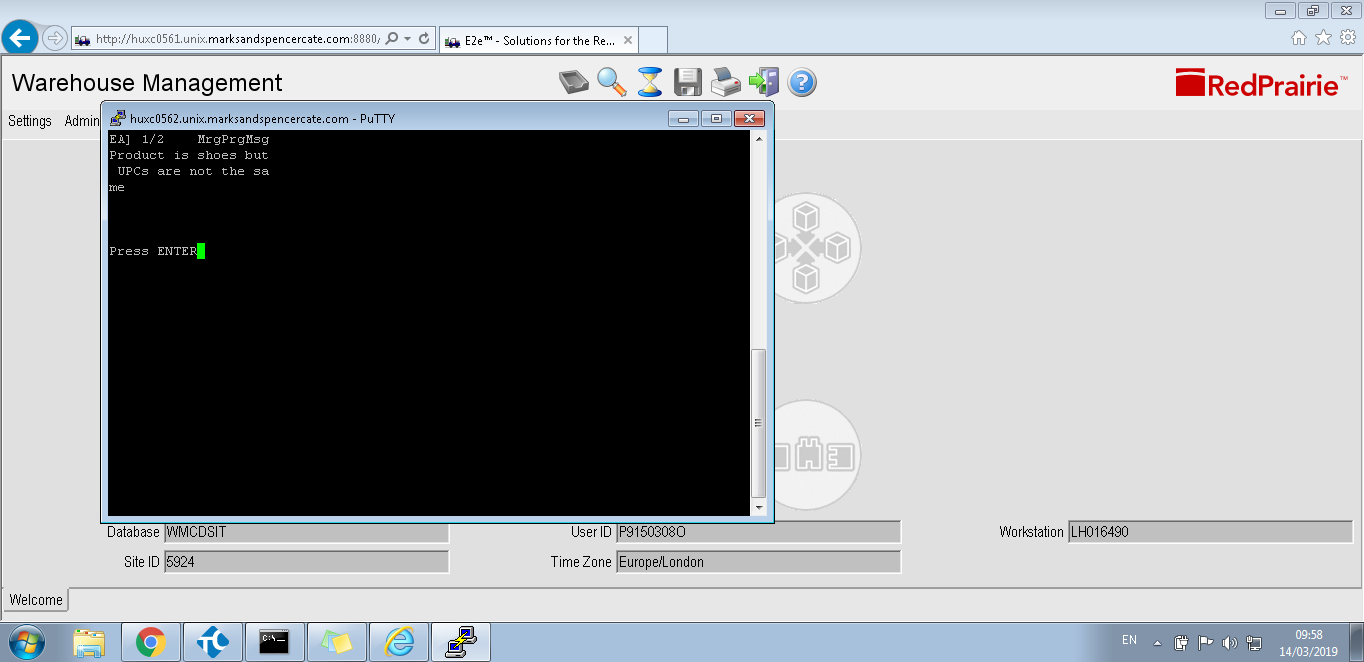 http://huxc0561.unix.marksandspencercate.com:8880/
E2e™ - Solutions for the Re...
Warehouse Management
RedPrairie™
Settings Admin
huxc0562.unix.marksandspencercate.com - PuTTY
EA] 1/2 MrgPrgMsg
Product is shoes but
UPCs are not the sa
me
Press ENTER
Database WMCDSIT
User ID P9150308O
Workstation LH016490
Site ID 5924
Time Zone Europe/London
Welcome
C:\_
EN
09:58
14/03/2019